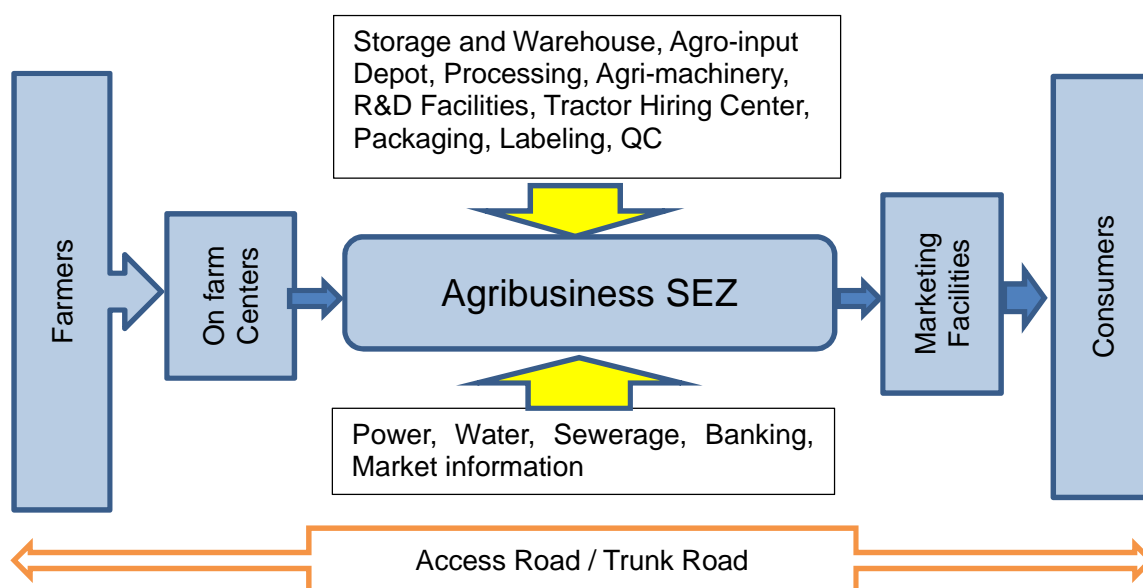 Storage and Warehouse, Agro-input
Depot, Processing, Agri-machinery,
R&D Facilities, Tractor Hiring Center,
Packaging, Labeling, QC
Farmers
On farm
Centers
Agribusiness SEZ
Marketing
Facilities
Consumers
Power, Water, Sewerage, Banking,
Market information
Access Road / Trunk Road